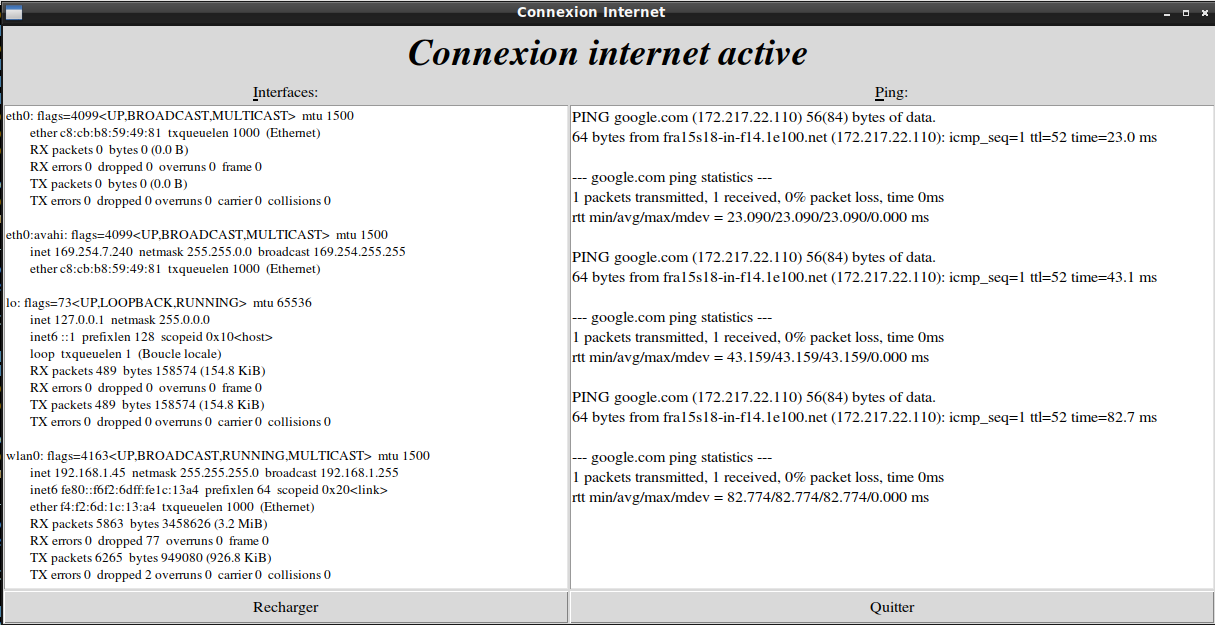 Connexion Internet
Connexion internet active
Interfaces:
eth0: flags=4099<UP,BROADCAST,MULTICAST>  mtu 1500
ether c8:cb:b8:59:49:81  txqueuelen 1000  (Ethernet)
RX packets 0  bytes 0 (0.0 B)
RX errors 0  dropped 0  overruns 0  frame 0
TX packets 0  bytes 0 (0.0 B)
TX errors 0  dropped 0 overruns 0  carrier 0  collisions 0
eth0:avahi: flags=4099<UP,BROADCAST,MULTICAST>  mtu 1500
inet 169.254.7.240  netmask 255.255.0.0  broadcast 169.254.255.255
ether c8:cb:b8:59:49:81  txqueuelen 1000  (Ethernet)
lo: flags=73<UP,LOOPBACK,RUNNING>  mtu 65536
inet 127.0.0.1  netmask 255.0.0.0
inet6 ::1  prefixlen 128  scopeid 0x10<host>
loop  txqueuelen 1  (Boucle locale)
RX packets 489  bytes 158574 (154.8 KiB)
RX errors 0  dropped 0  overruns 0  frame 0
TX packets 489  bytes 158574 (154.8 KiB)
TX errors 0  dropped 0 overruns 0  carrier 0  collisions 0
wlan0: flags=4163<UP,BROADCAST,RUNNING,MULTICAST>  mtu 1500
inet 192.168.1.45  netmask 255.255.255.0  broadcast 192.168.1.255
inet6 fe80::f6f2:6dff:fe1c:13a4  prefixlen 64  scopeid 0x20<link>
ether f4:f2:6d:1c:13:a4  txqueuelen 1000  (Ethernet)
RX packets 5863  bytes 3458626 (3.2 MiB)
RX errors 0  dropped 77  overruns 0  frame 0
TX packets 6265  bytes 949080 (926.8 KiB)
TX errors 0  dropped 2 overruns 0  carrier 0  collisions 0
Ping:
PING google.com (172.217.22.110) 56(84) bytes of data.
64 bytes from fra15s18-in-f14.1e100.net (172.217.22.110): icmp_seq=1 ttl=52 time=23.0 ms
--- google.com ping statistics ---
1 packets transmitted, 1 received, 0% packet loss, time 0ms
rtt min/avg/max/mdev = 23.090/23.090/23.090/0.000 ms
PING google.com (172.217.22.110) 56(84) bytes of data.
64 bytes from fra15s18-in-f14.1e100.net (172.217.22.110): icmp_seq=1 ttl=52 time=43.1 ms
--- google.com ping statistics ---
1 packets transmitted, 1 received, 0% packet loss, time 0ms
rtt min/avg/max/mdev = 43.159/43.159/43.159/0.000 ms
PING google.com (172.217.22.110) 56(84) bytes of data.
64 bytes from fra15s18-in-f14.1e100.net (172.217.22.110): icmp_seq=1 ttl=52 time=82.7 ms
--- google.com ping statistics ---
1 packets transmitted, 1 received, 0% packet loss, time 0ms
rtt min/avg/max/mdev = 82.774/82.774/82.774/0.000 ms
Recharger
Quitter